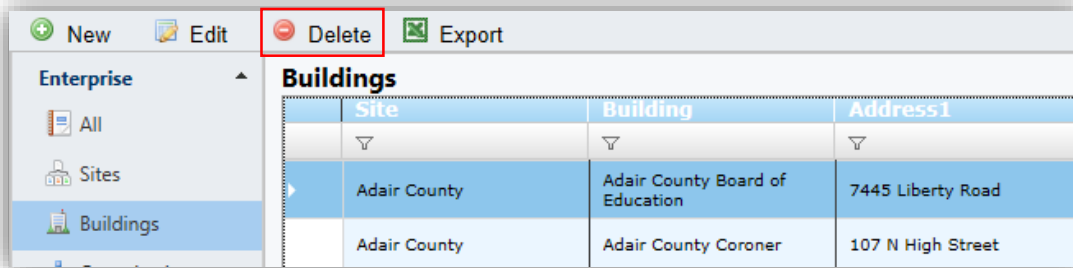 New Edit Delete Export
Enterprise
All
Sites
Buildings
Buildings
Site Building Address1
Adair County Adair County Board of Education 7445 Liberty Road
Adair County Adair County Coroner 107 N High Street